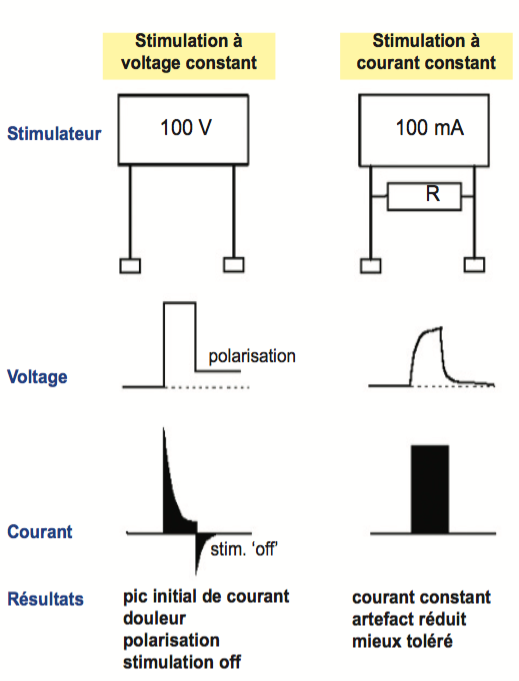 Stimulation à
voltage constant
Stimulation à
courant constant
Stimulateur
100 V
100 mA
R
Voltage
polarisation
Courant
stim. ‘off’
Résultats
pic initial de courant
douleur
polarisation
stimulation off
courant constant
artefact réduit
mieux toléré